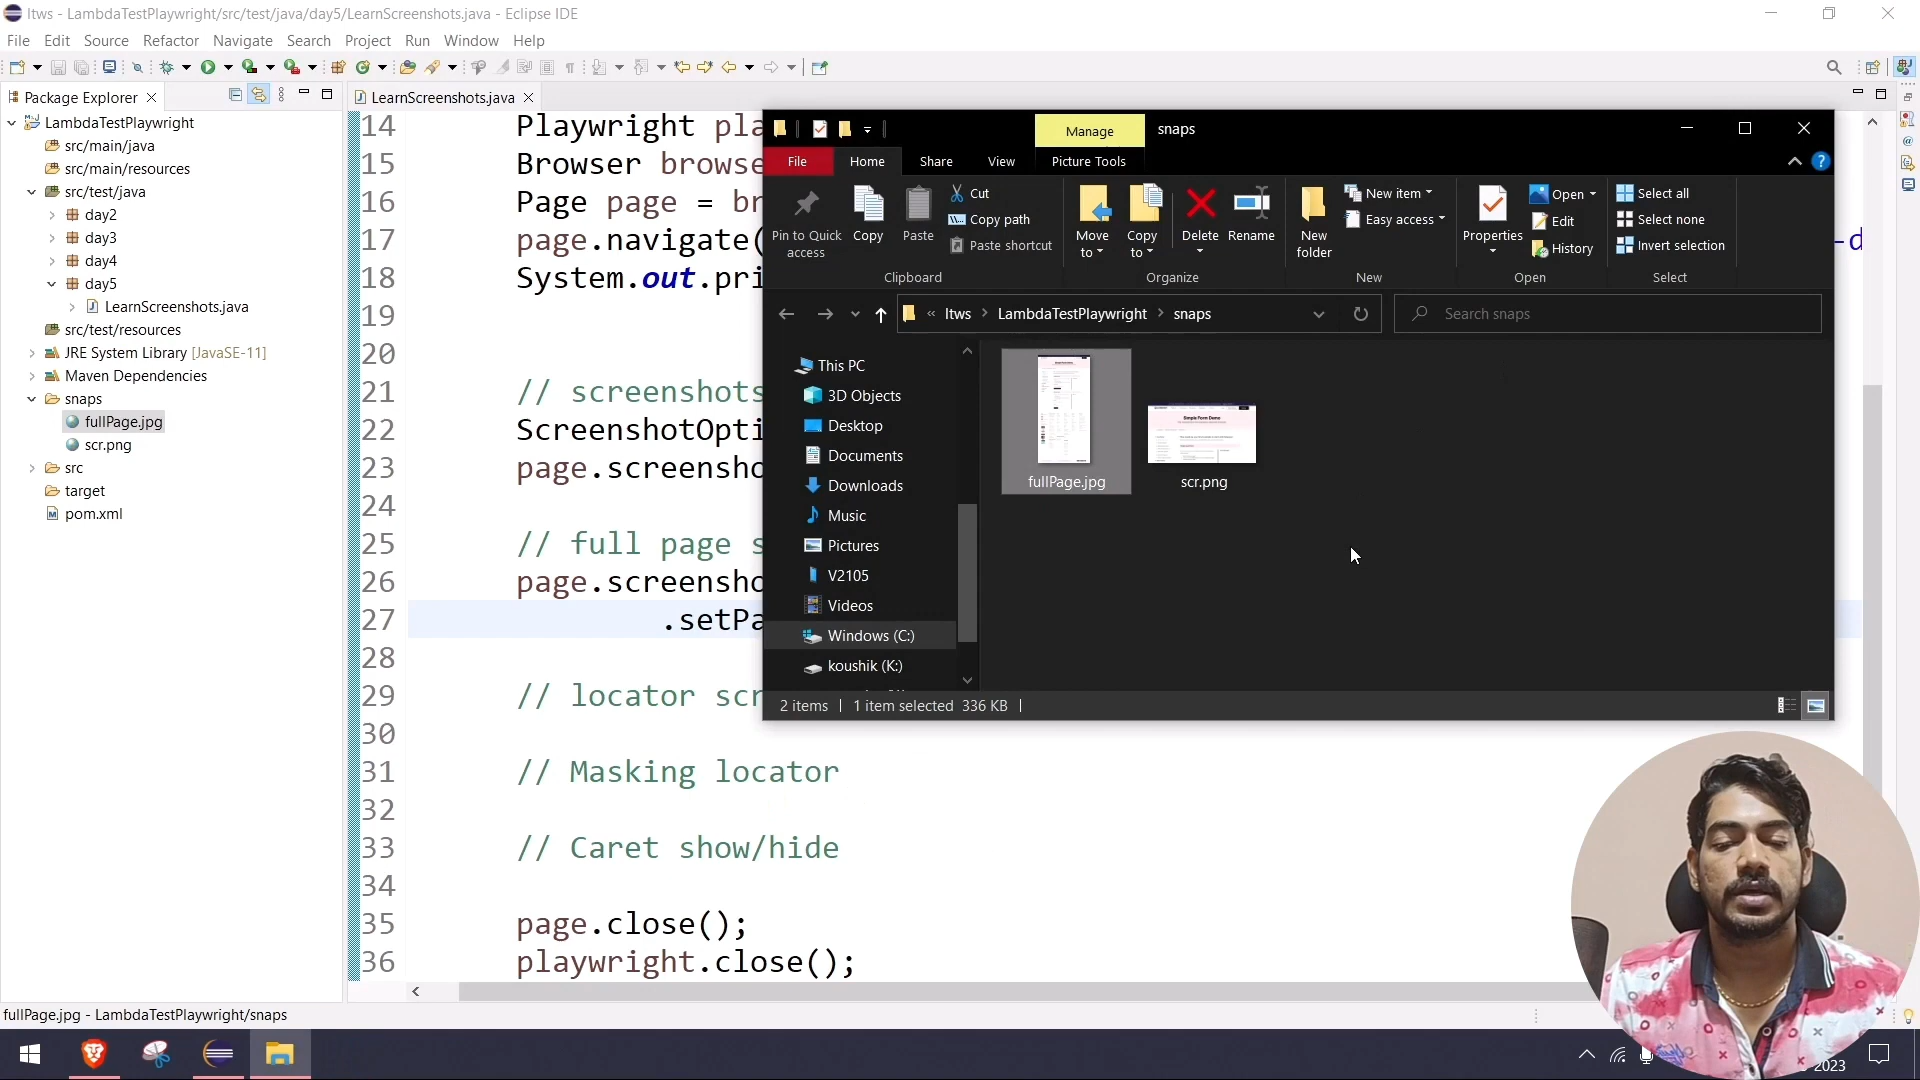 ltws - LambdaTestPlaywright/src/test/java/day5/LearnScreenshots.java - Eclipse IDE
File Edit Source Refactor Navigate Search Project Run Window Help
Package Explorer
LearnScreenshots.java
LambdaTestPlaywright
src/main/java
src/main/resources
src/test/java
day2
day3
day4
day5
LearnScreenshots.java
src/test/resources
JRE System Library [JavaSE-11]
Maven Dependencies
snaps
fullPage.jpg
scr.png
src
target
pom.xml
14 Playwright pla
15 Browser browse
16 Page page = br
17 page.navigate( -d
18 System.out.pri
19
20
21 // screenshots
22 ScreenshotOpti
23 page.screensho
24
25 // full page s
26 page.screensho
27 .setPa
28
29 // locator scr
30
31 // Masking locator
32
33 // Caret show/hide
34
35 page.close();
36 playwright.close();
Manage snaps
File Home Share View Picture Tools
Pin to Quick access
Copy
Paste
Cut
Copy path
Paste shortcut
Clipboard
Move to
Copy to
Delete
Rename
Organize
New folder
New item
Easy access
New
Properties
Open
Edit
History
Open
Select all
Select none
Invert selection
Select
« ltws > LambdaTestPlaywright > snaps
Search snaps
This PC
3D Objects
Desktop
Documents
Downloads
Music
Pictures
V2105
Videos
Windows (C:)
koushik (K:)
fullPage.jpg
scr.png
Simple Form Demo
2 items | 1 item selected 336 KB |
fullPage.jpg - LambdaTestPlaywright/snaps
2023